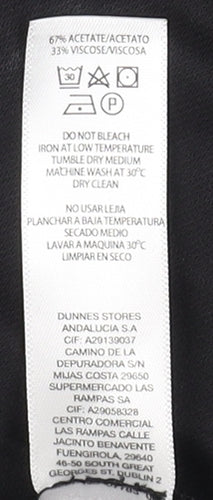 67% ACETATE/ACETATO
33% VISCOSE/VISCOSA
30
P
DO NOT BLEACH
IRON AT LOW TEMPERATURE
TUMBLE DRY MEDIUM
MATCHINE WASH AT 30ºC
DRY CLEAN
NO USAR LEJIA
PLANCHAR A BAJA TEMPERATURA
SECADO MEDIO
LAVAR A MAQUINA 30ºC
LIMPIAR EN SECO
DUNNES STORES
ANDALUCIA S.A
CIF: A29139037
CAMINO DE LA
DEPURADORA S/N
MIJAS COSTA 29650
SUPERMERCADO LAS
RAMPAS SA
CIF: A29058328
CENTRO COMERCIAL
LAS RAMPAS CALLE
JACINTO BENAVENTE
FUENGIROLA, 29640
46-50 SOUTH GREAT
GEORGES ST, DUBLIN 2